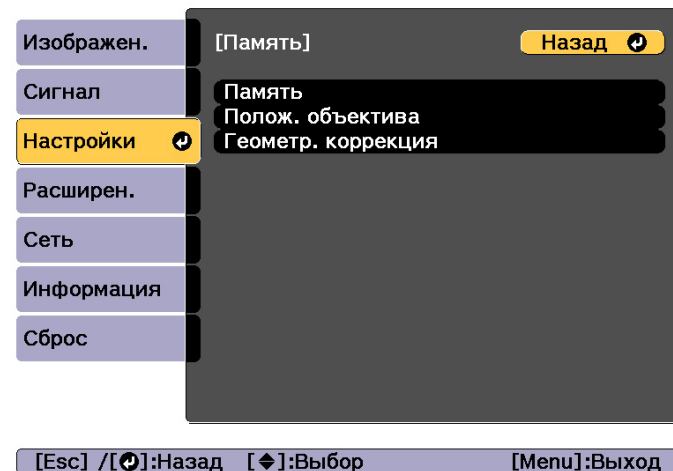 Изображен.
Сигнал
Настройки
Расширен.
Сеть
Информация
Сброс
[Память]
Назад
Память
Полож. объектива
Геометр. коррекция
[Esc] /[⏎]:Назад [◆]:Выбор [Menu]:Выход